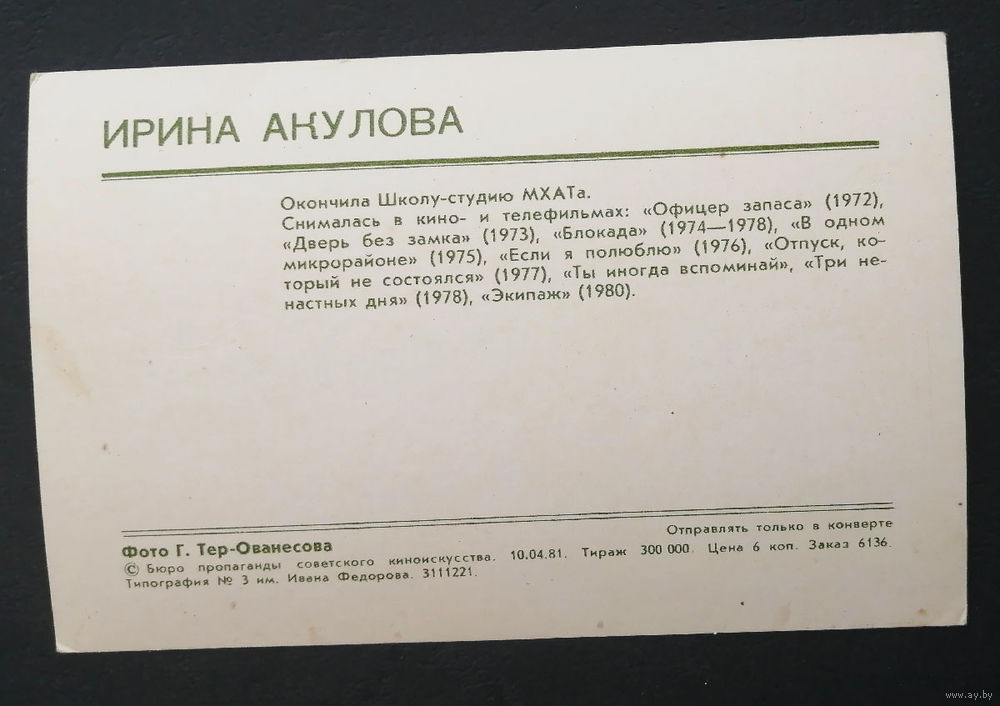 ИРИНА АКУЛОВА
Окончила Школу-студию МХАТа.
Снималась в кино- и телефильмах: «Офицер запаса» (1972),
«Дверь без замка» (1973), «Блокада» (1974—1978), «В одном
микрорайоне» (1975), «Если я полюблю» (1976), «Отпуск, ко-
торый не состоялся» (1977), «Ты иногда вспоминай», «Три не-
настных дня» (1978), «Экипаж» (1980).
Отправлять только в конверте
Фото Г. Тер-Ованесова
© Бюро пропаганды советского киноискусства. 10.04.81. Тираж 300 000. Цена 6 коп. Заказ 6136.
Типография № 3 им. Ивана Федорова. 3111221.
www.ay.by